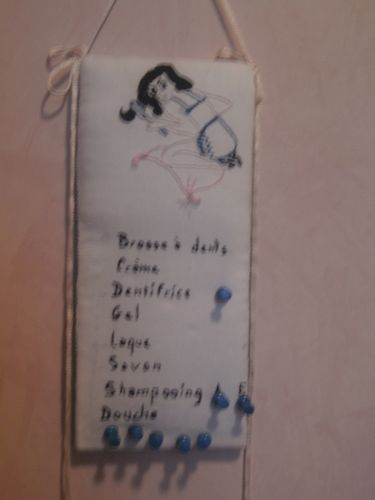 Brosse à dents
Crème
Dentifrice
Gel
Laque
Savon
Shampooing A E
Douche